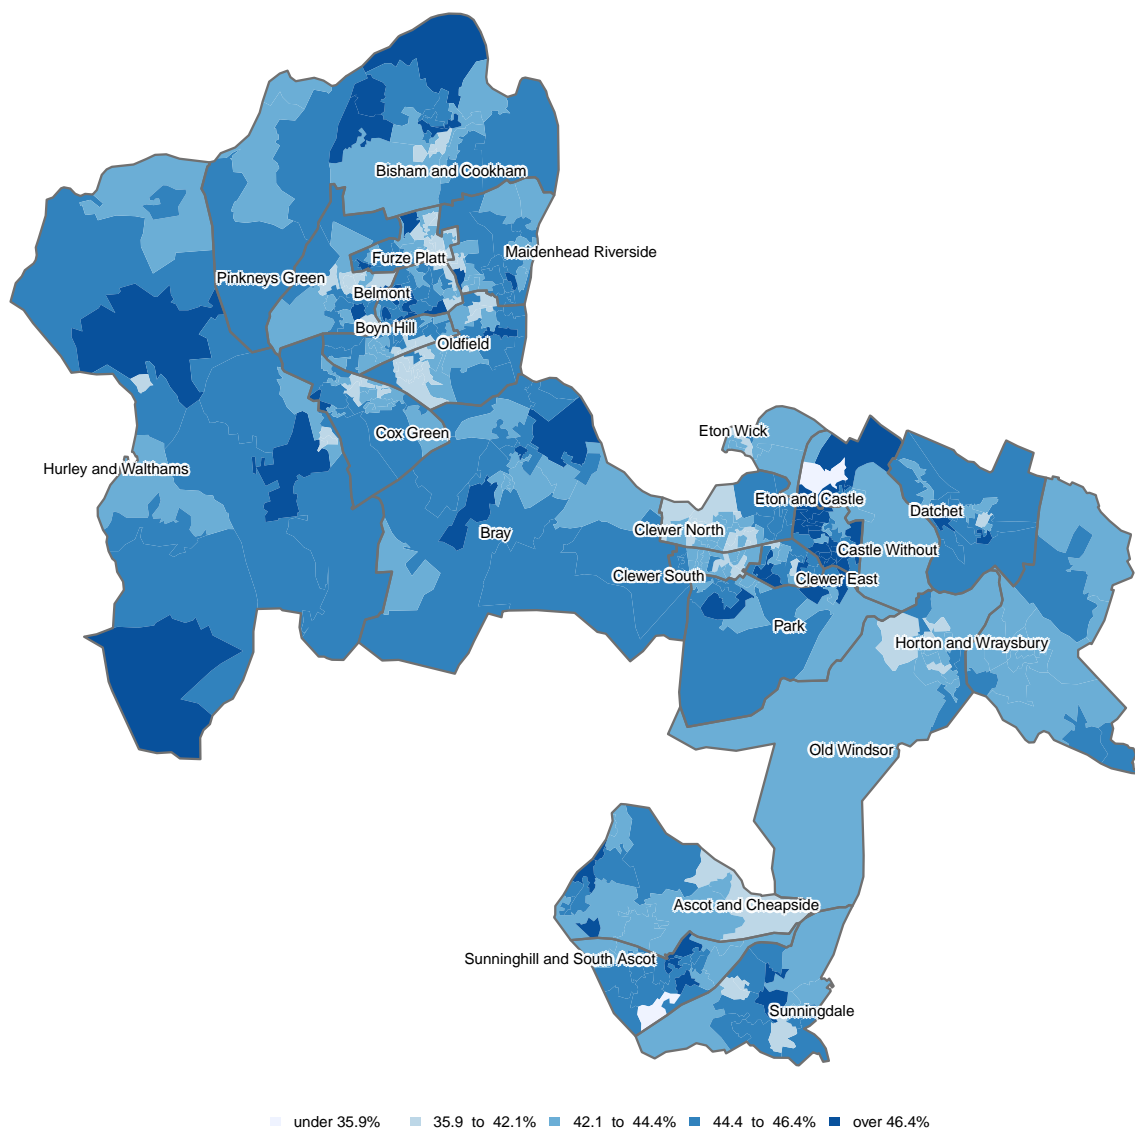 Bisham and Cookham
Maidenhead Riverside
Furze Platt
Pinkneys Green
Belmont
Boyn Hill
Oldfield
Cox Green
Eton Wick
Hurley and Walthams
Eton and Castle
Datchet
Bray
Clewer North
Castle Without
Clewer South
Clewer East
Park
Horton and Wraysbury
Old Windsor
Ascot and Cheapside
Sunninghill and South Ascot
Sunningdale
under 35.9% 35.9 to 42.1% 42.1 to 44.4% 44.4 to 46.4% over 46.4%